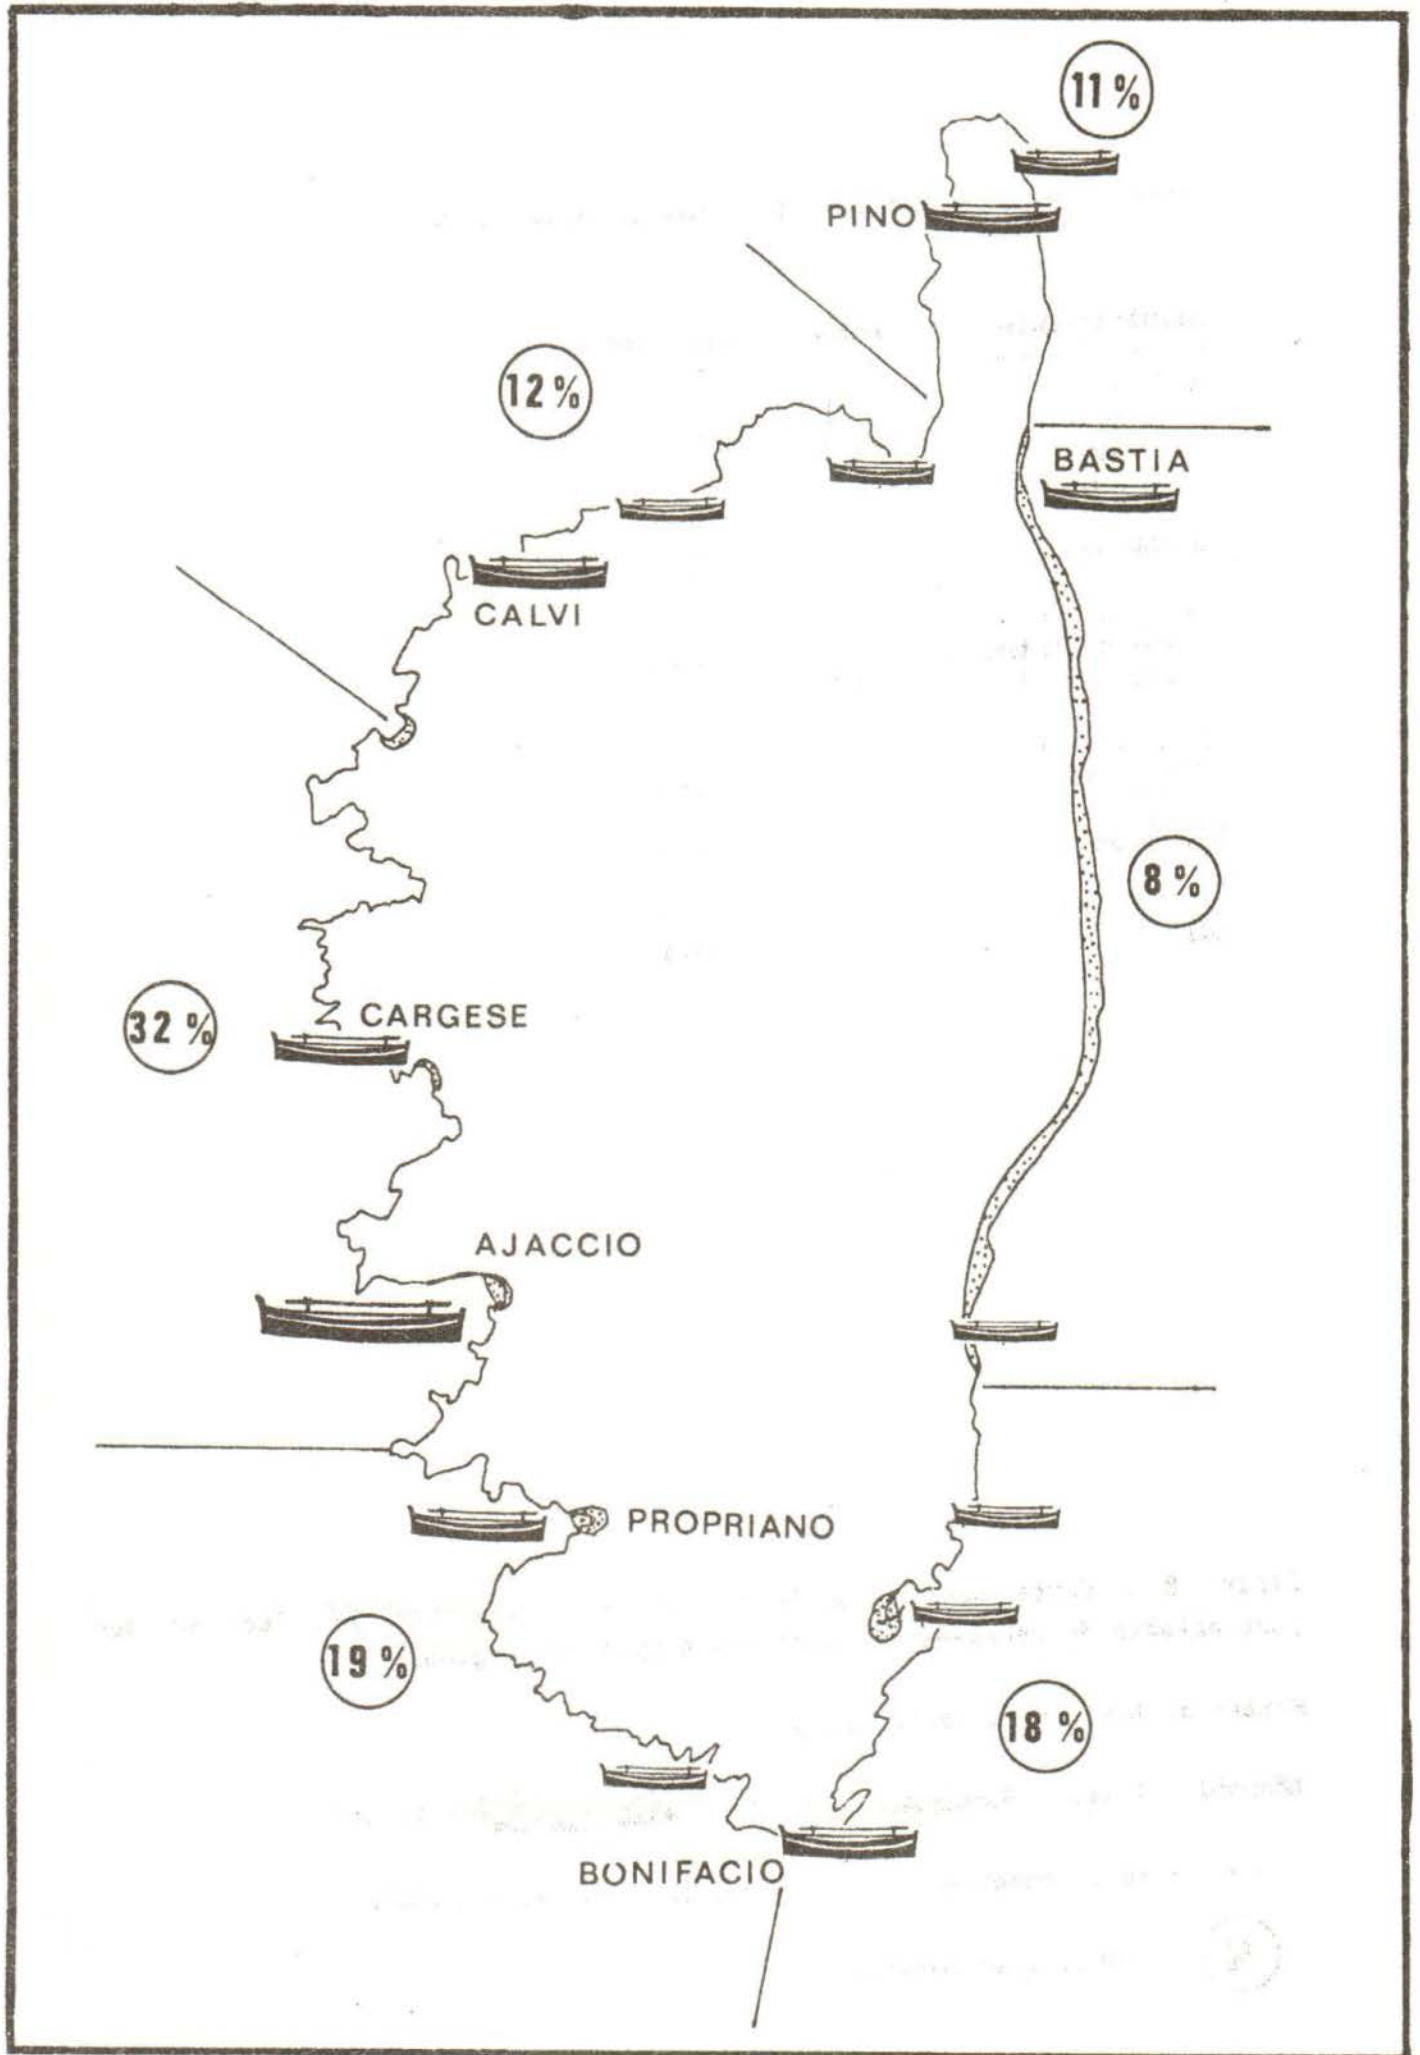 11 %
PINO
12 %
BASTIA
CALVI
8 %
32 %
CARGESE
AJACCIO
PROPRIANO
19 %
18 %
BONIFACIO